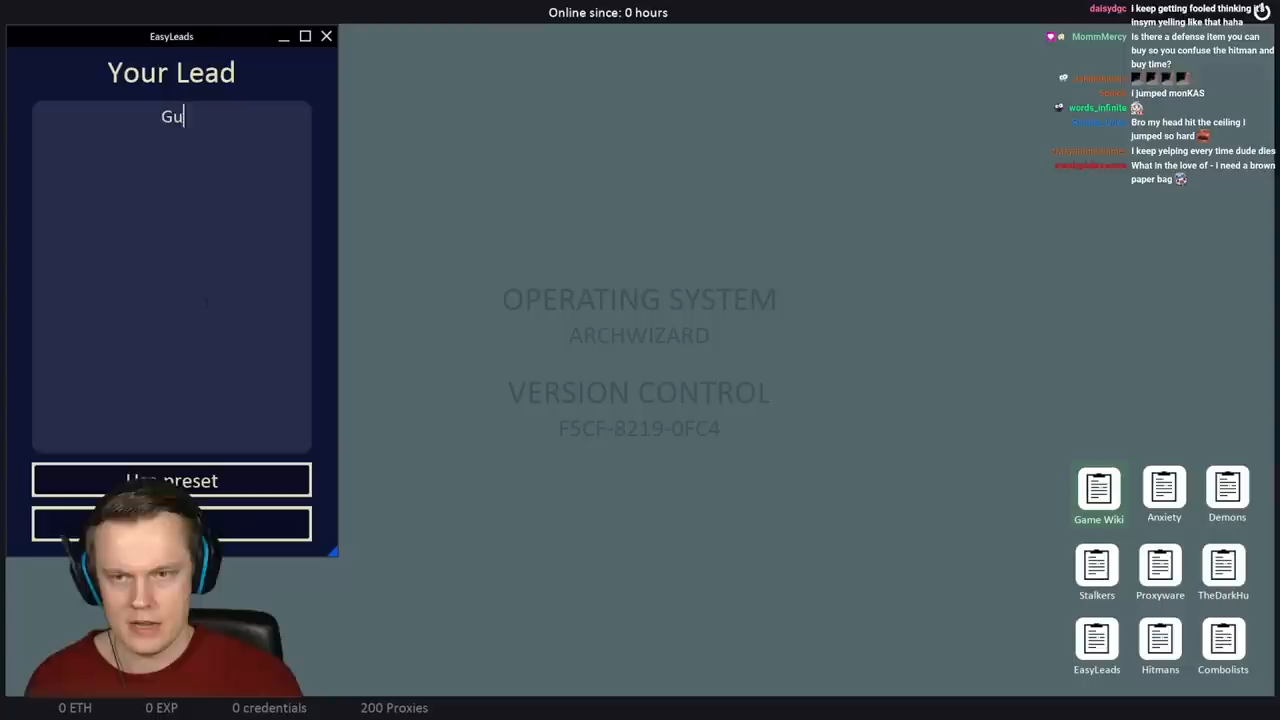 Online since: 0 hours
EasyLeads
Your Lead
Gu
preset
OPERATING SYSTEM
ARCHWIZARD
VERSION CONTROL
F5CF-8219-0FC4
daisydgc i keep getting fooled thinking
insym yelling like that haha
MommMercy Is there a defense item you can
buy so you confuse the hitman and
buy time?
i jumped monKAS
words_infinite
Bro my head hit the ceiling I
jumped so hard
I keep yelping every time dude dies
What in the love of - I need a brown
paper bag
Game Wiki
Anxiety
Demons
Stalkers
Proxyware
TheDarkHu
EasyLeads
Hitmans
Combolists
0 ETH
0 EXP
0 credentials
200 Proxies